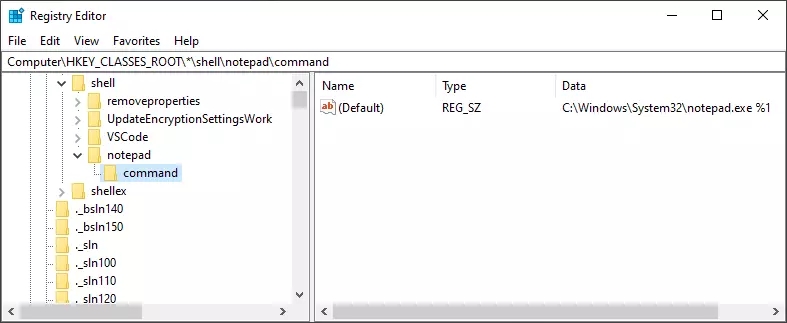 Registry Editor
File Edit View Favorites Help
Computer\HKEY_CLASSES_ROOT\*\shell\notepad\command
shell
removeproperties
UpdateEncryptionSettingsWork
VSCode
notepad
command
shellex
._bsln140
._bsln150
._sln
._sln100
._sln110
._sln120
Name Type Data
ab (Default) REG_SZ C:\Windows\System32\notepad.exe %1